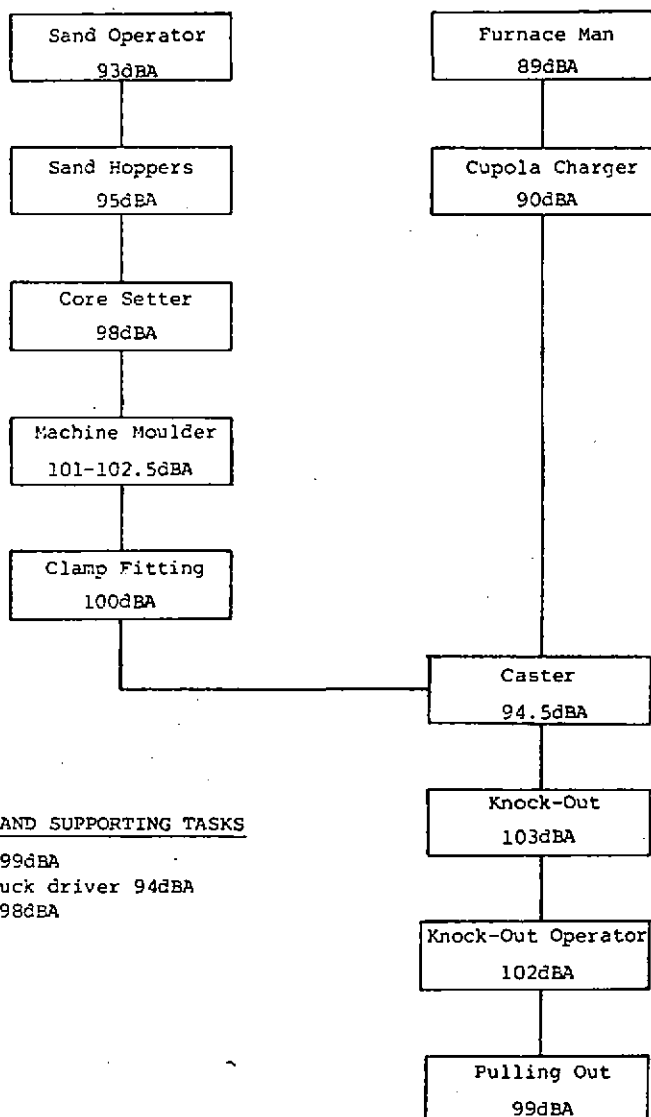 Sand Operator
93dBA
Sand Hoppers
95dBA
Core Setter
98dBA
Machine Moulder
101-102.5dBA
Clamp Fitting
100dBA
Furnace Man
89dBA
Cupola Charger
90dBA
Caster
94.5dBA
Knock-Out
103dBA
Knock-Out Operator
102dBA
Pulling Out
99dBA
AND SUPPORTING TASKS
99dBA
uck driver 94dBA
98dBA